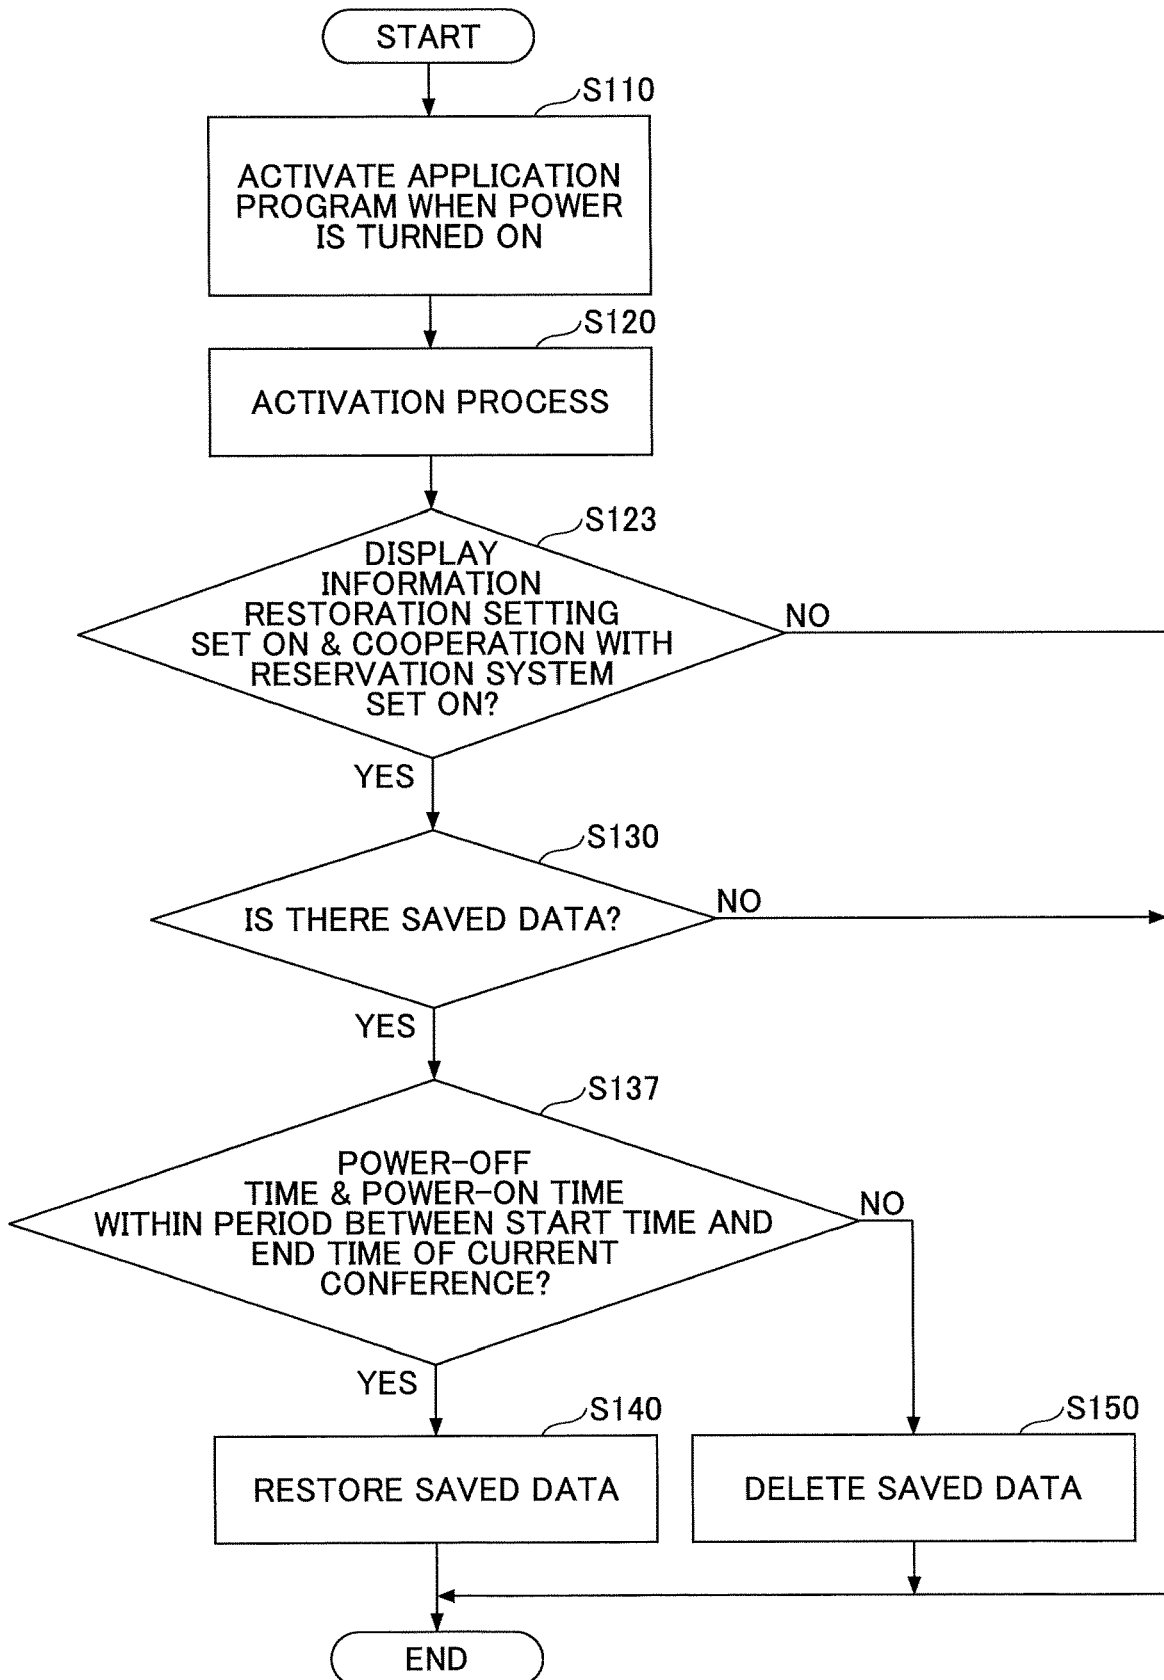 START
S110
ACTIVATE APPLICATION
PROGRAM WHEN POWER
IS TURNED ON
S120
ACTIVATION PROCESS
S123
DISPLAY
INFORMATION
RESTORATION SETTING
SET ON & COOPERATION WITH
RESERVATION SYSTEM
SET ON?
NO
YES
S130
IS THERE SAVED DATA?
NO
YES
S137
POWER-OFF
TIME & POWER-ON TIME
WITHIN PERIOD BETWEEN START TIME AND
END TIME OF CURRENT
CONFERENCE?
NO
YES
S140
RESTORE SAVED DATA
S150
DELETE SAVED DATA
END